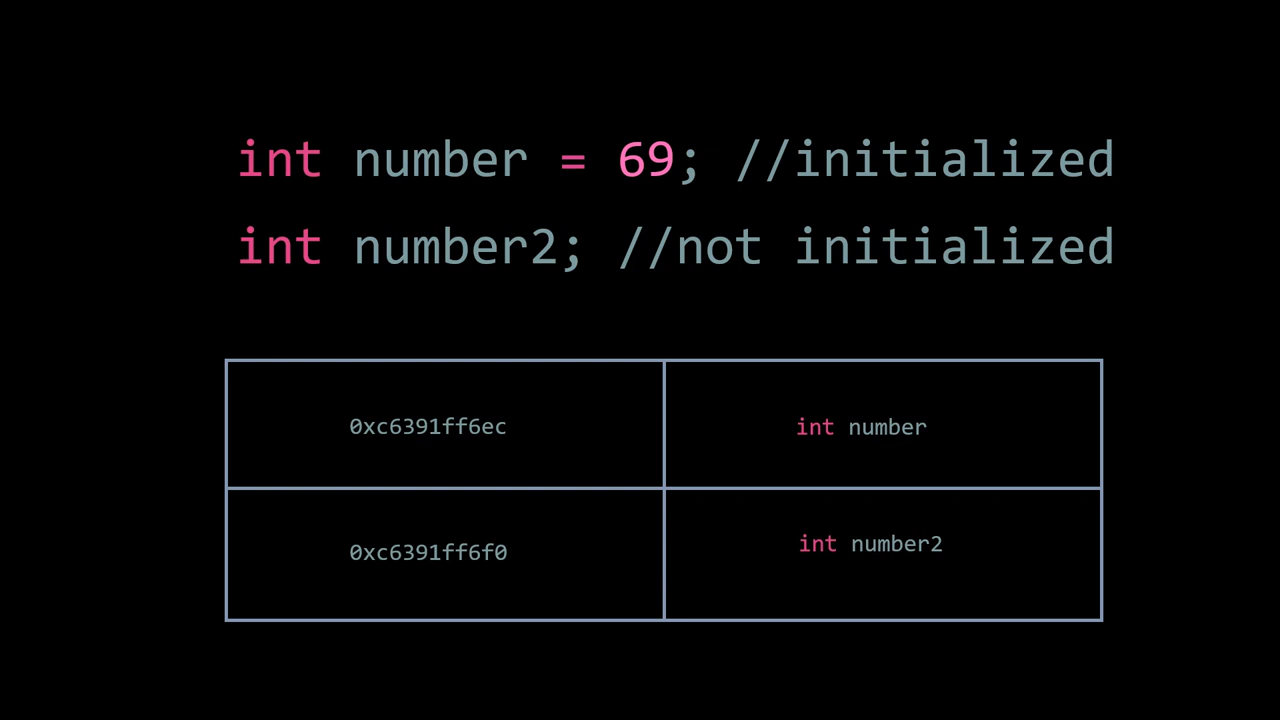 int number = 69; //initialized
int number2; //not initialized
0xc6391ff6ec int number
0xc6391ff6f0 int number2